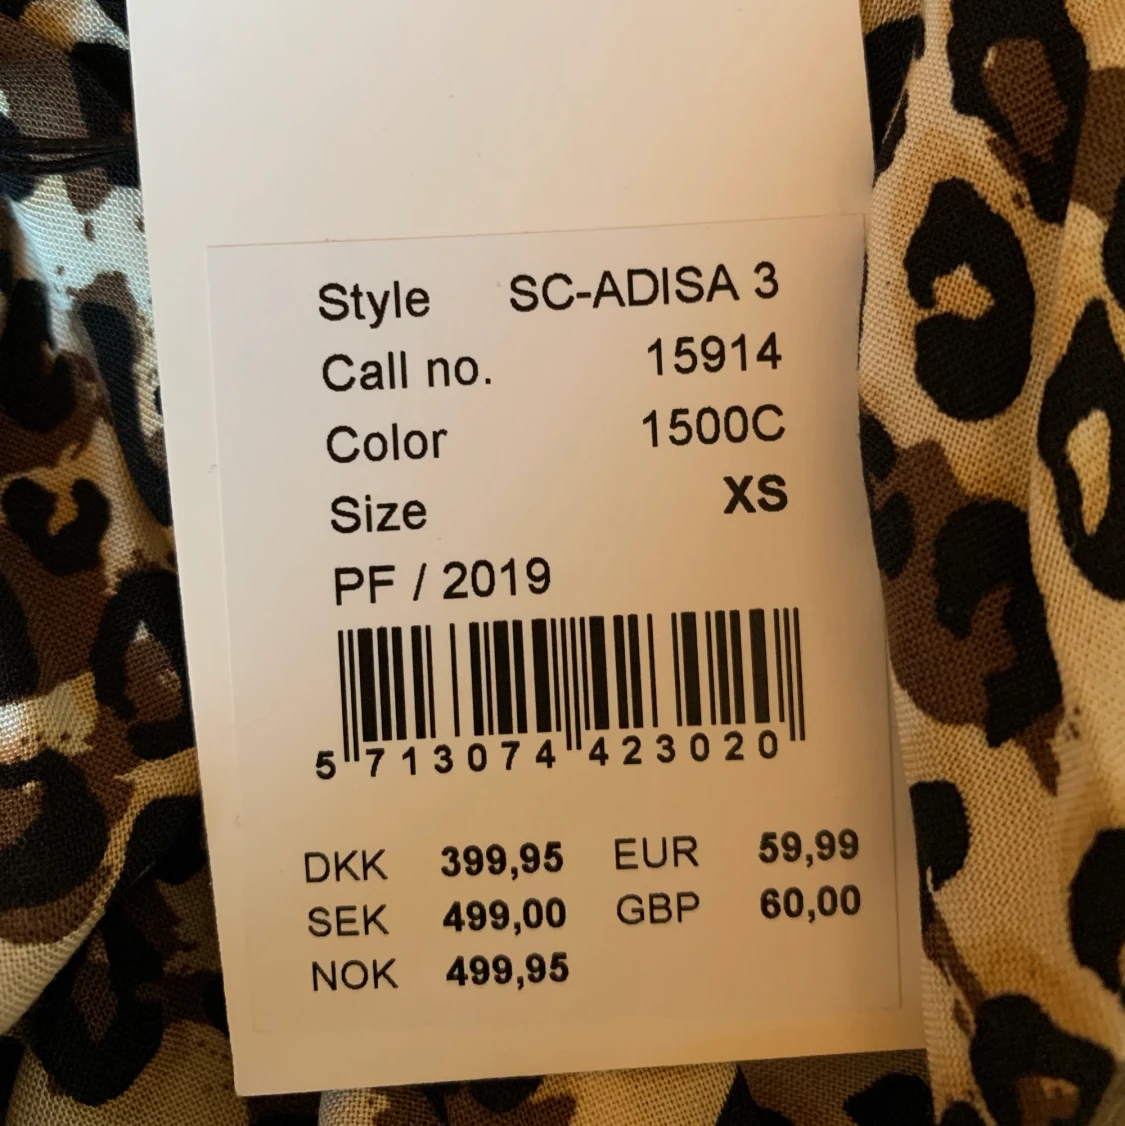 Style SC-ADISA 3
Call no. 15914
Color 1500C
Size XS
PF / 2019
5 713074 423020
DKK 399,95 EUR 59,99
SEK 499,00 GBP 60,00
NOK 499,95